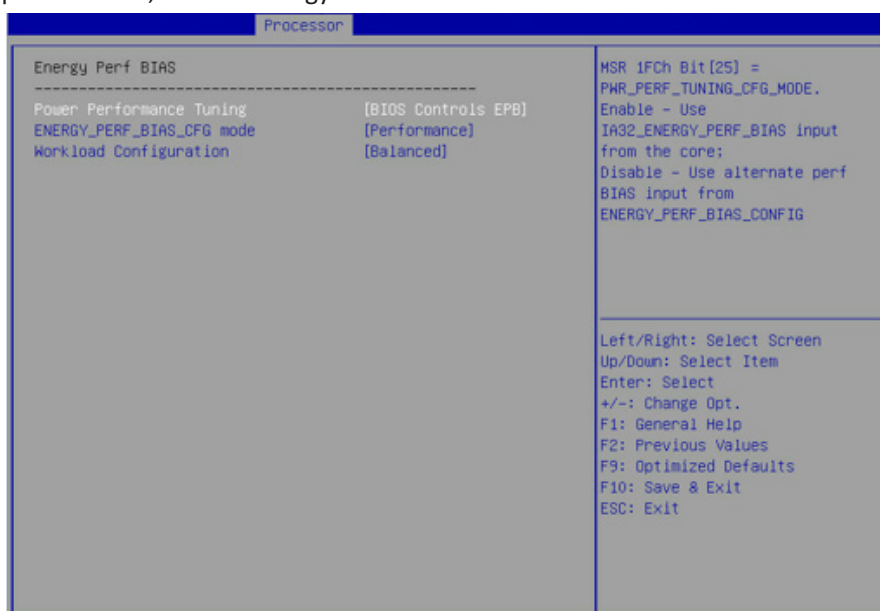 Processor
Energy Perf BIAS
------------------------------------------------
Power Performance Tuning [BIOS Controls EPB]
ENERGY_PERF_BIAS_CFG mode [Performance]
Workload Configuration [Balanced]
MSR 1FCh Bit[25] =
PWR_PERF_TUNING_CFG_MODE.
Enable - Use
IA32_ENERGY_PERF_BIAS input
from the core;
Disable - Use alternate perf
BIAS input from
ENERGY_PERF_BIAS_CONFIG
Left/Right: Select Screen
Up/Down: Select Item
Enter: Select
+/-: Change Opt.
F1: General Help
F2: Previous Values
F9: Optimized Defaults
F10: Save & Exit
ESC: Exit